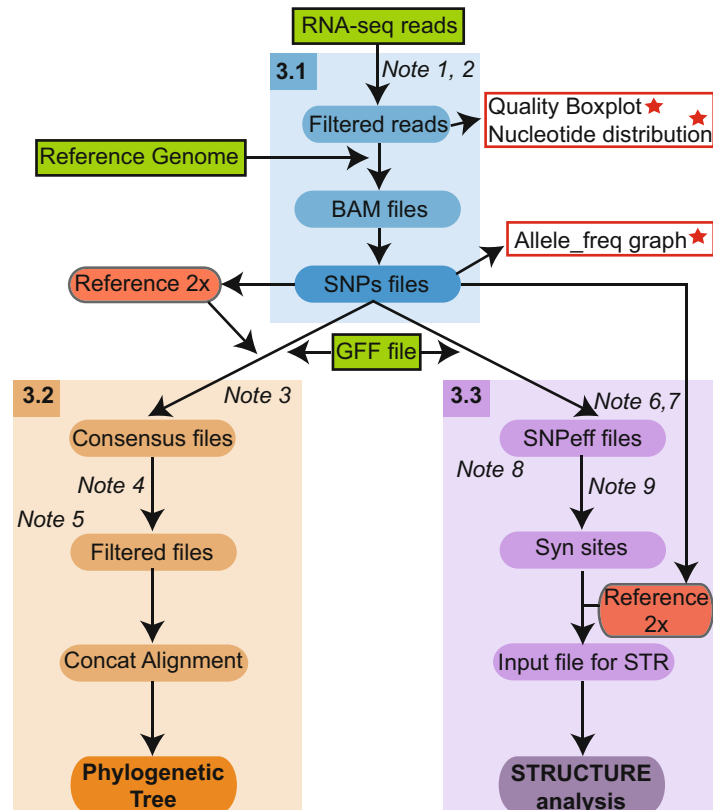 RNA-seq reads
3.1
Note 1, 2
Filtered reads
Quality Boxplot
Nucleotide distribution
Reference Genome
BAM files
Allele_freq graph
Reference 2x
SNPs files
GFF file
3.2
Note 3
Consensus files
Note 4
Note 5
Filtered files
Concat Alignment
Phylogenetic
Tree
3.3
Note 6,7
SNPeff files
Note 8
Note 9
Syn sites
Reference
2x
Input file for STR
STRUCTURE
analysis